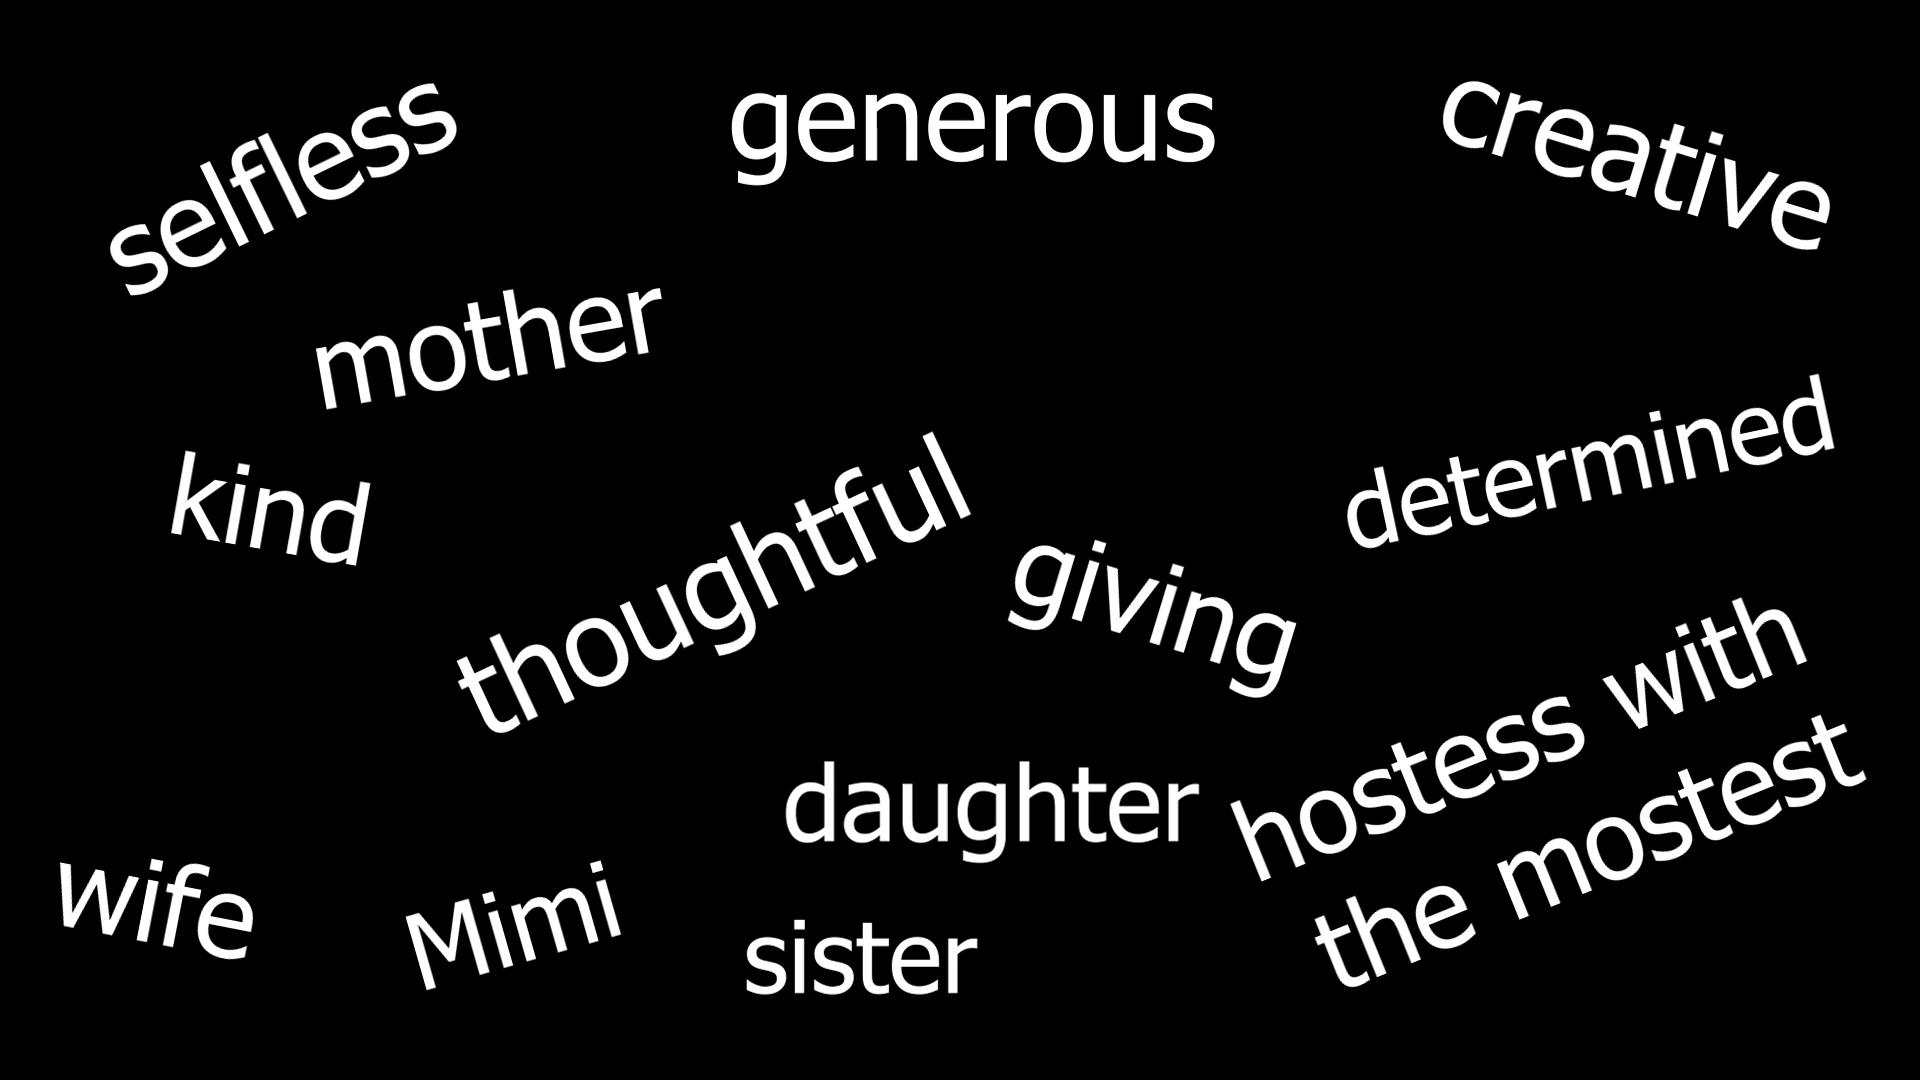 selfless
generous
creative
mother
kind
thoughtful
giving
determined
hostess with
the mostest
daughter
wife
Mimi
sister